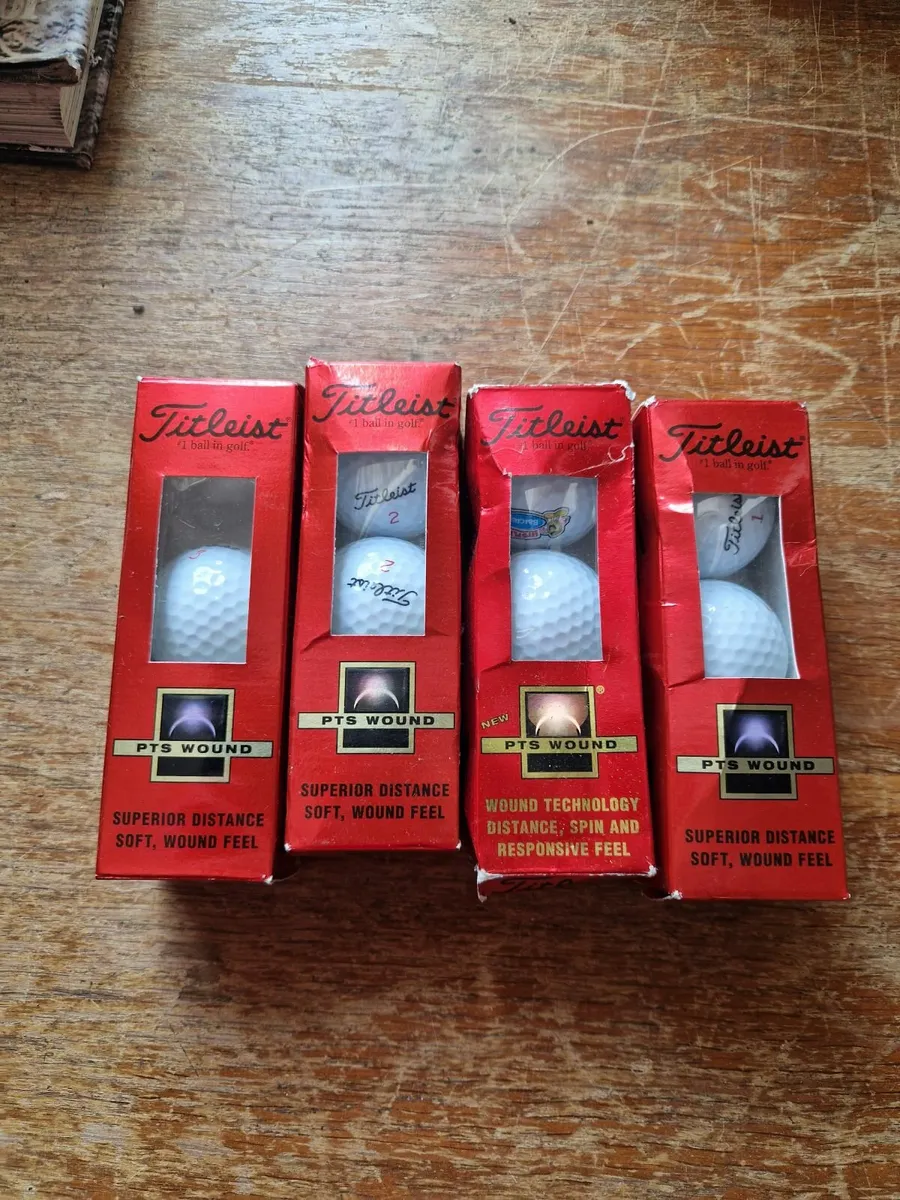 Titleist®
"1 ball in golf."
PTS WOUND
SUPERIOR DISTANCE
SOFT, WOUND FEEL
Titleist
"1 ball in golf."
Titleist
2
2
Titleist
PTS WOUND
SUPERIOR DISTANCE
SOFT, WOUND FEEL
Titleist®
1 ball in golf."
NEW
®
PTS WOUND
WOUND TECHNOLOGY
DISTANCE, SPIN AND
RESPONSIVE FEEL
Titleist®
"1 ball in golf."
Titleist
1
PTS WOUND
SUPERIOR DISTANCE
SOFT, WOUND FEEL